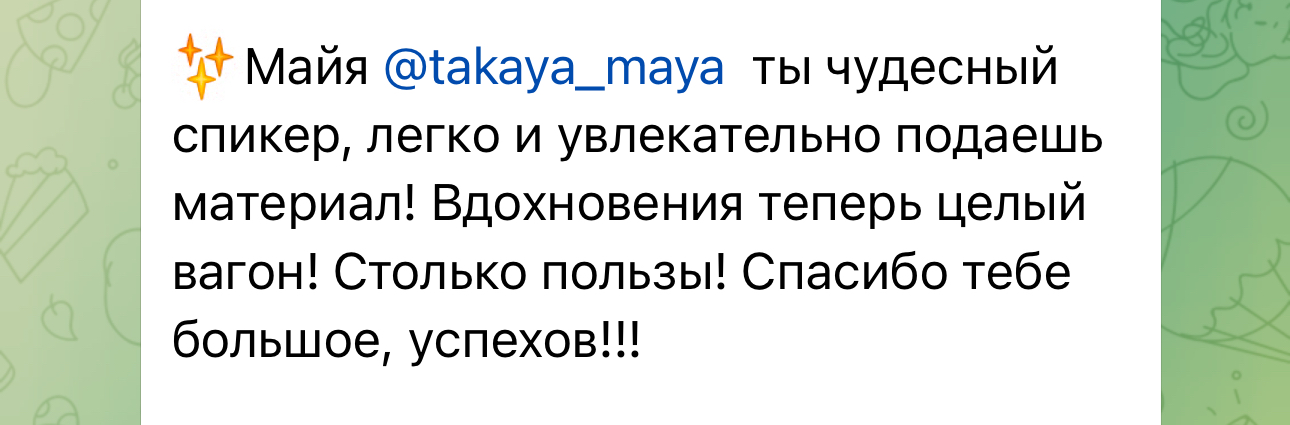 ✨ Майя @takaya_maya ты чудесный
спикер, легко и увлекательно подаешь
материал! Вдохновения теперь целый
вагон! Столько пользы! Спасибо тебе
большое, успехов!!!